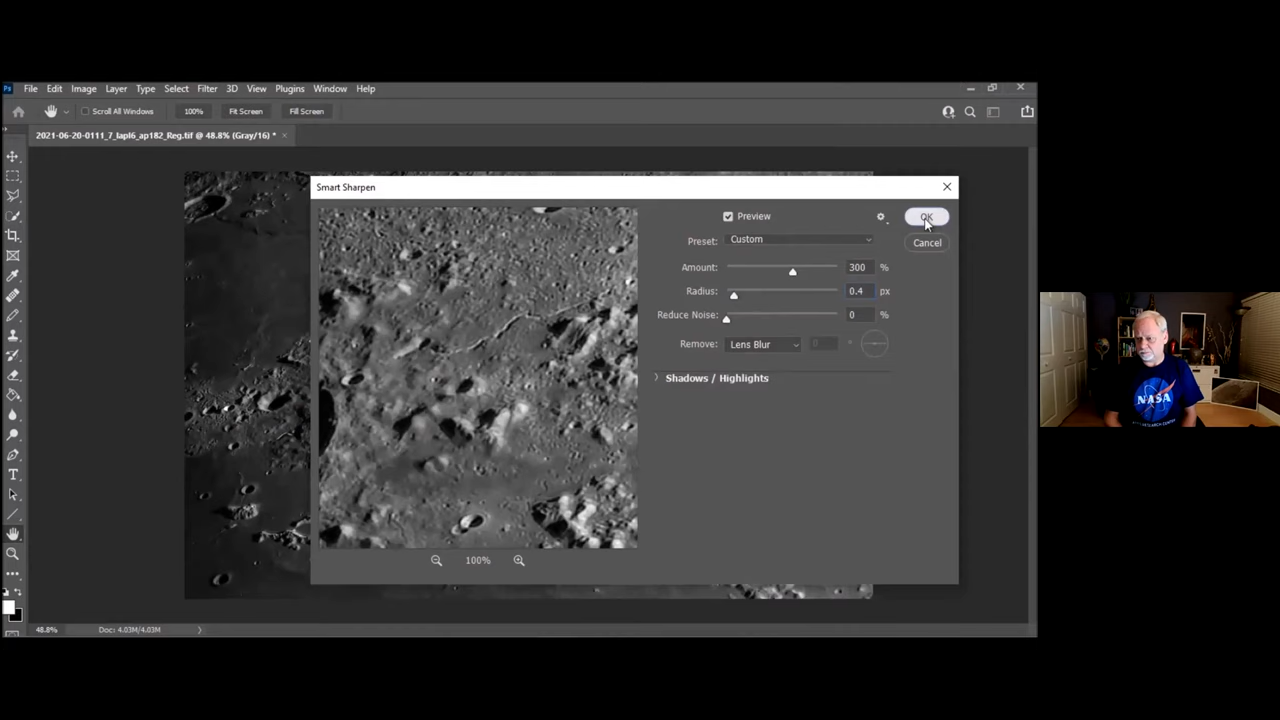 Ps File Edit Image Layer Type Select Filter 3D View Plugins Window Help
Scroll All Windows 100% Fit Screen Fill Screen
2021-06-20-0111_7_lapl6_ap182_Reg.tif @ 48.8% (Gray/16) *
Smart Sharpen
Preview OK
Preset: Custom Cancel
Amount: 300 %
Radius: 0.4 px
Reduce Noise: 0 %
Remove: Lens Blur 0 °
Shadows / Highlights
100%
48.8% Doc: 4.03M/4.03M
NASA